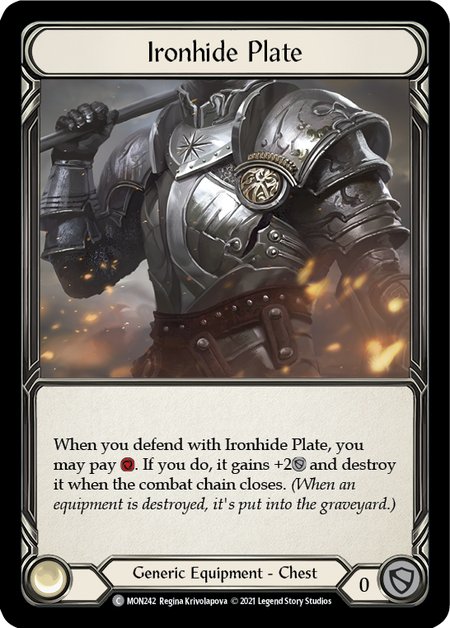 Ironhide Plate
When you defend with Ironhide Plate, you
may pay. If you do, it gains +2 and destroy
it when the combat chain closes. (When an
equipment is destroyed, it's put into the graveyard.)
Generic Equipment - Chest
0
C MON242 Regina Krivolapova © 2021 Legend Story Studios